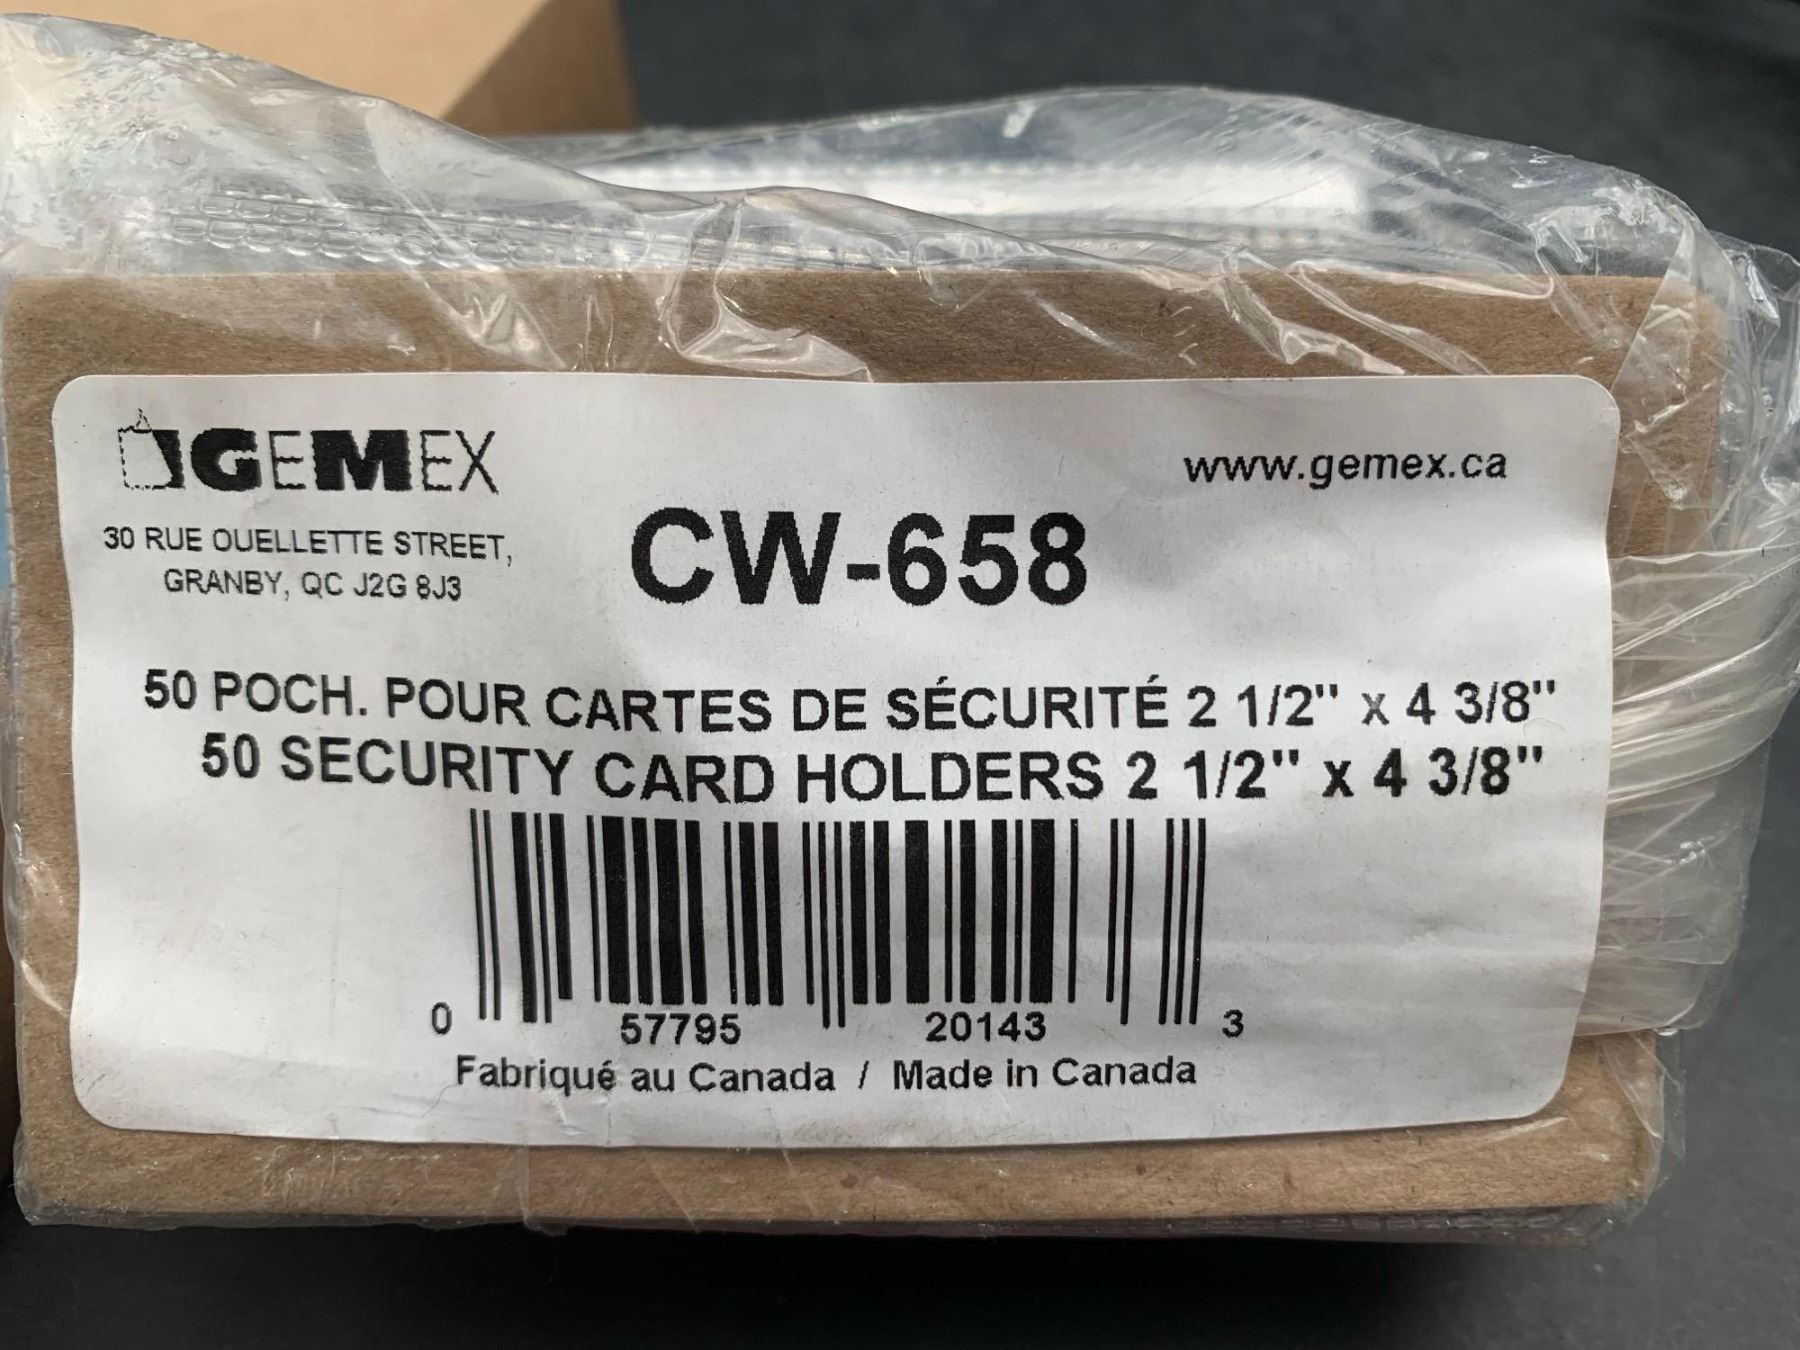 GEMEX
www.gemex.ca
30 RUE OUELLETTE STREET,
GRANBY, QC J2G 8J3
CW-658
50 POCH. POUR CARTES DE SÉCURITÉ 2 1/2" x 4 3/8"
50 SECURITY CARD HOLDERS 2 1/2" x 4 3/8"
0 57795 20143 3
Fabriqué au Canada / Made in Canada